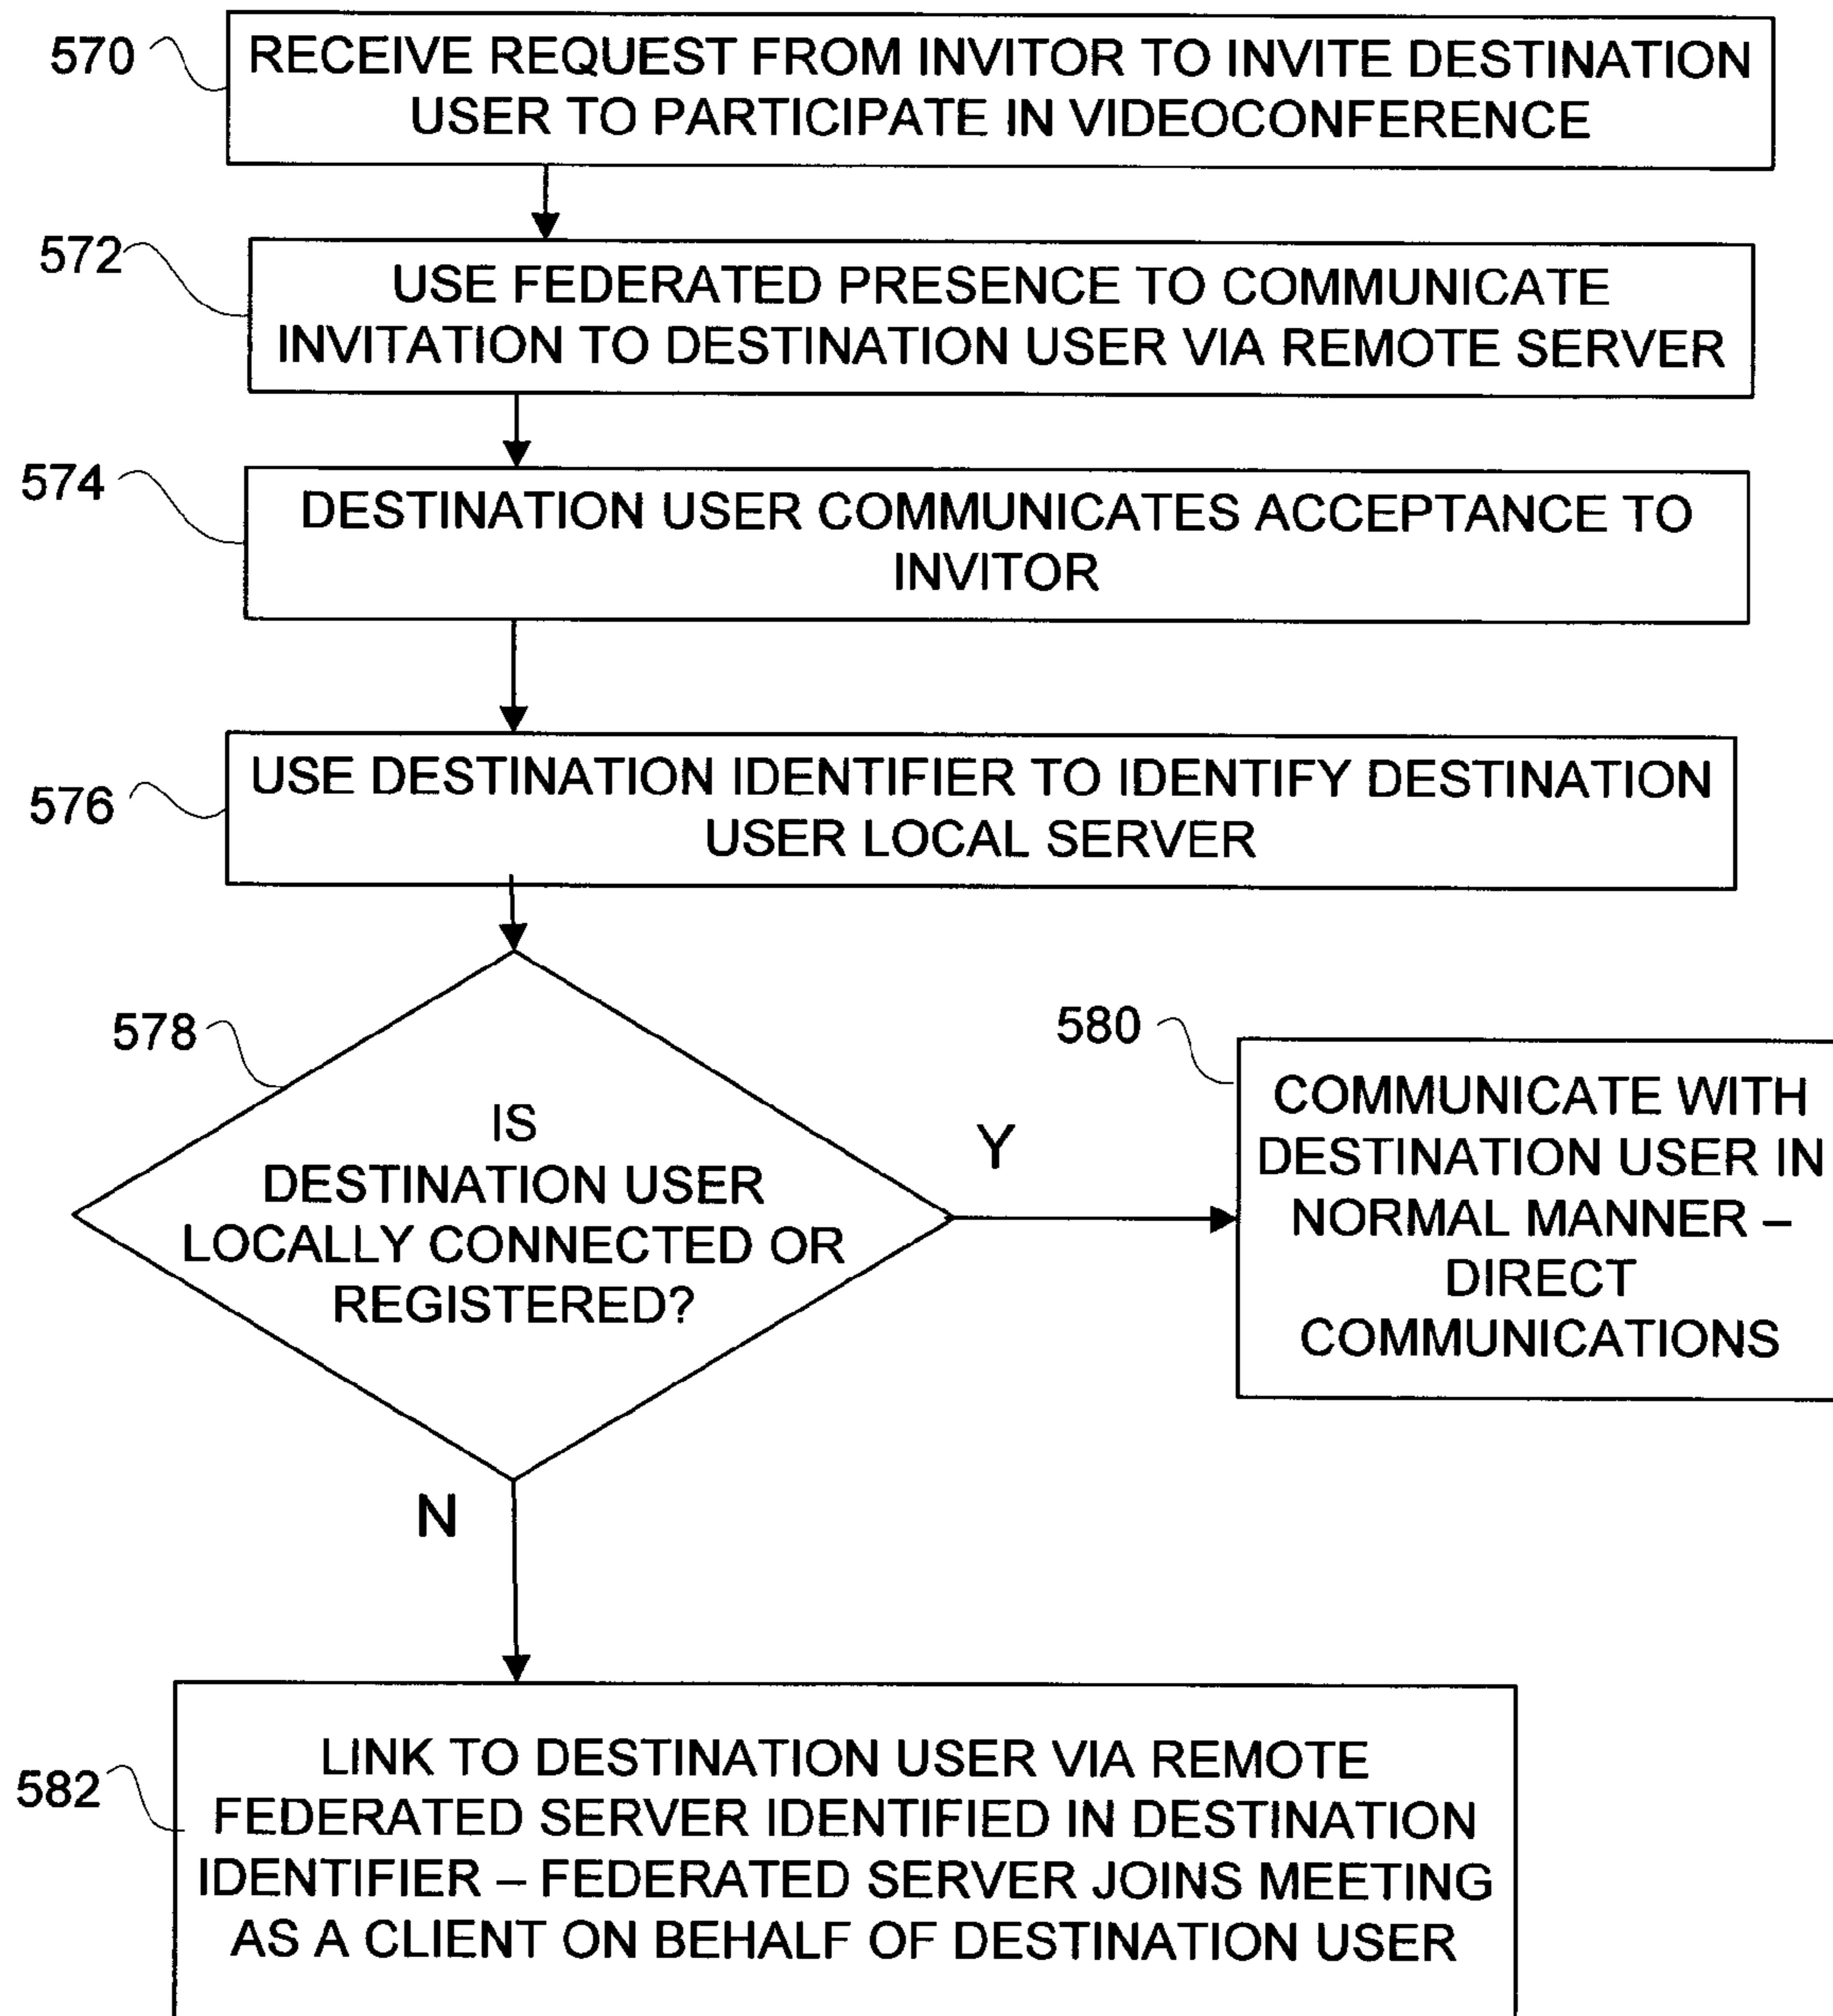 570
RECEIVE REQUEST FROM INVITOR TO INVITE DESTINATION
USER TO PARTICIPATE IN VIDEOCONFERENCE
572
USE FEDERATED PRESENCE TO COMMUNICATE
INVITATION TO DESTINATION USER VIA REMOTE SERVER
574
DESTINATION USER COMMUNICATES ACCEPTANCE TO
INVITOR
576
USE DESTINATION IDENTIFIER TO IDENTIFY DESTINATION
USER LOCAL SERVER
578
IS
DESTINATION USER
LOCALLY CONNECTED OR
REGISTERED?
Y
580
COMMUNICATE WITH
DESTINATION USER IN
NORMAL MANNER –
DIRECT
COMMUNICATIONS
N
582
LINK TO DESTINATION USER VIA REMOTE
FEDERATED SERVER IDENTIFIED IN DESTINATION
IDENTIFIER – FEDERATED SERVER JOINS MEETING
AS A CLIENT ON BEHALF OF DESTINATION USER